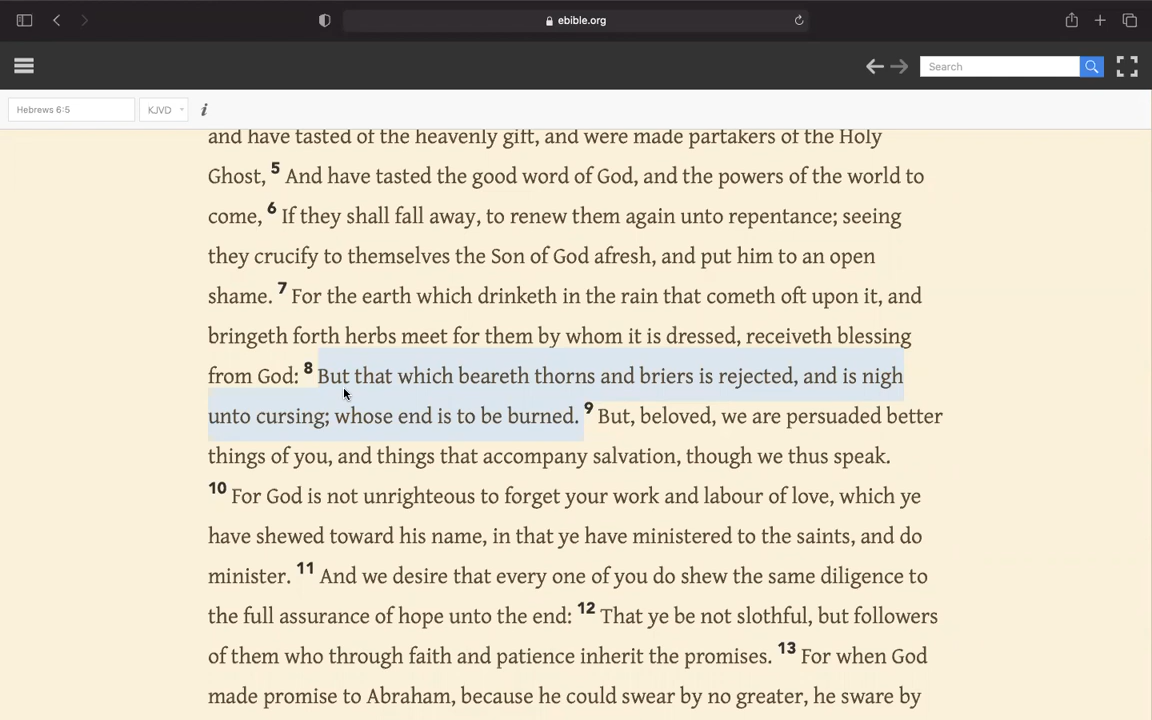 ebible.org
Search
Hebrews 6:5 KJVD i
and have tasted of the heavenly gift, and were made partakers of the Holy
Ghost, 5 And have tasted the good word of God, and the powers of the world to
come, 6 If they shall fall away, to renew them again unto repentance; seeing
they crucify to themselves the Son of God afresh, and put him to an open
shame. 7 For the earth which drinketh in the rain that cometh oft upon it, and
bringeth forth herbs meet for them by whom it is dressed, receiveth blessing
from God: 8 But that which beareth thorns and briers is rejected, and is nigh
unto cursing; whose end is to be burned. 9 But, beloved, we are persuaded better
things of you, and things that accompany salvation, though we thus speak.
10 For God is not unrighteous to forget your work and labour of love, which ye
have shewed toward his name, in that ye have ministered to the saints, and do
minister. 11 And we desire that every one of you do shew the same diligence to
the full assurance of hope unto the end: 12 That ye be not slothful, but followers
of them who through faith and patience inherit the promises. 13 For when God
made promise to Abraham, because he could swear by no greater, he sware by